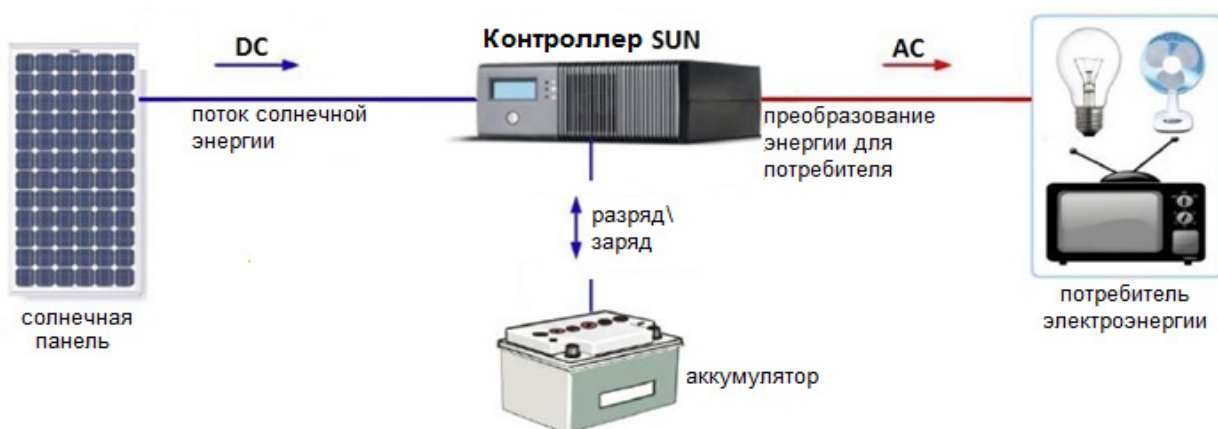 DC
Контроллер SUN
AC
поток солнечной
энергии
преобразование
энергии для
потребителя
разряд\
заряд
солнечная
панель
аккумулятор
потребитель
электроэнергии